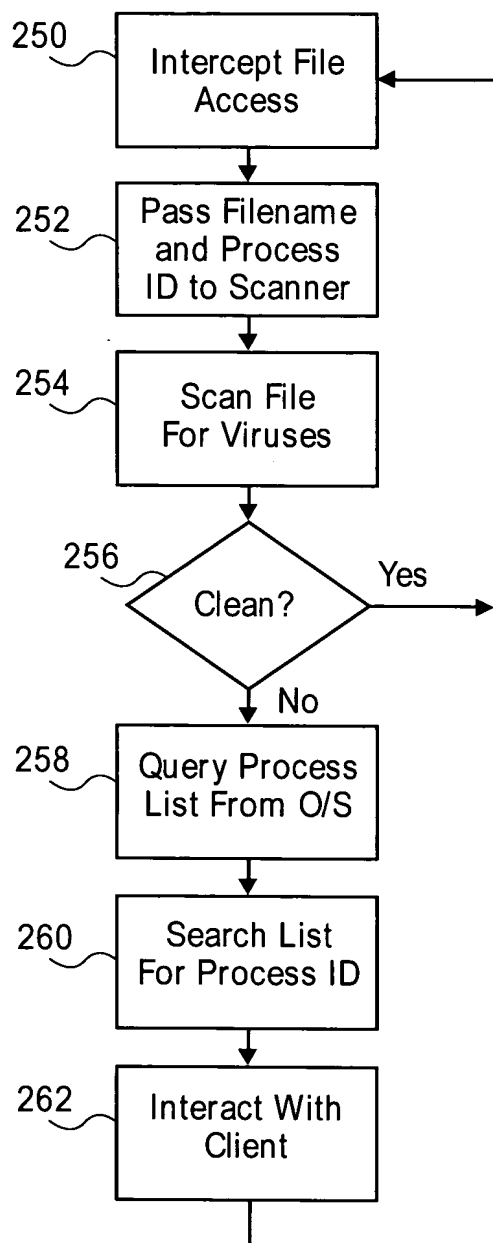 250
Intercept File
Access
252
Pass Filename
and Process
ID to Scanner
254
Scan File
For Viruses
256
Clean?
Yes
No
258
Query Process
List From O/S
260
Search List
For Process ID
262
Interact With
Client